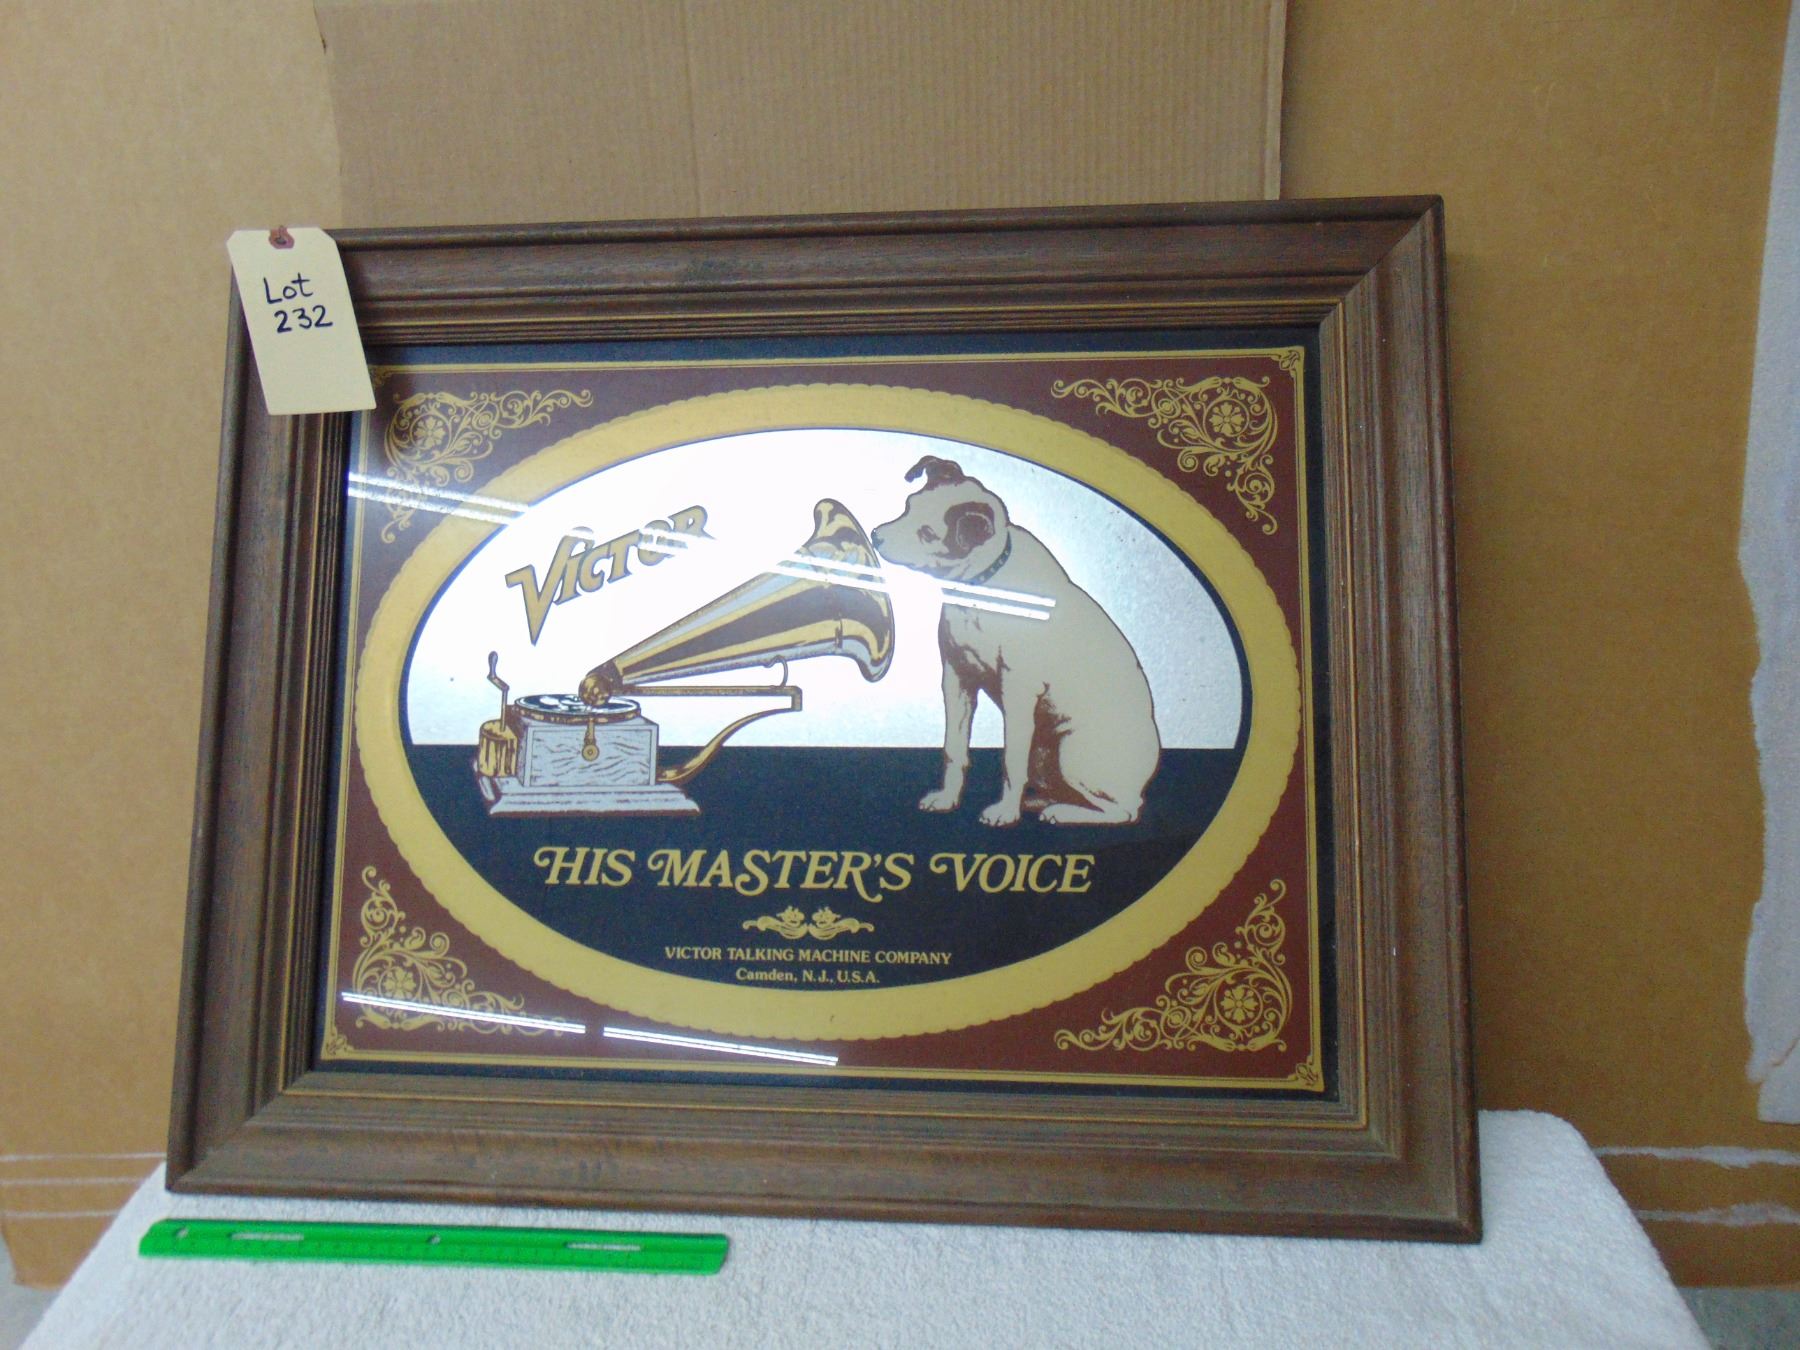 Lot
232
VICTOR
HIS MASTER'S VOICE
VICTOR TALKING MACHINE COMPANY
Camden, N.J., U.S.A.